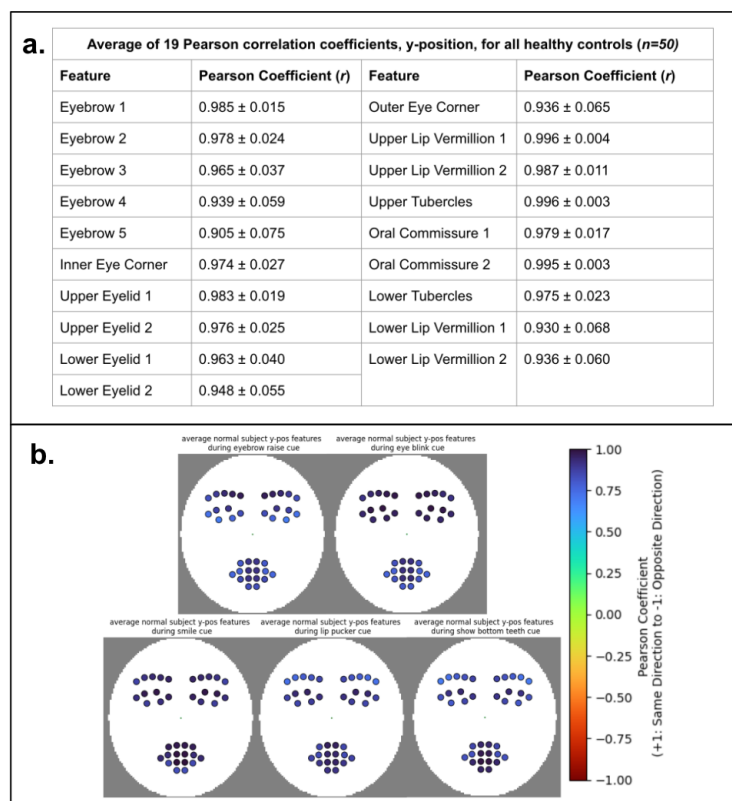 a.
Average of 19 Pearson correlation coefficients, y-position, for all healthy controls (n=50)
Feature Pearson Coefficient (r) Feature Pearson Coefficient (r)
Eyebrow 1 0.985 ± 0.015 Outer Eye Corner 0.936 ± 0.065
Eyebrow 2 0.978 ± 0.024 Upper Lip Vermillion 1 0.996 ± 0.004
Eyebrow 3 0.965 ± 0.037 Upper Lip Vermillion 2 0.987 ± 0.011
Eyebrow 4 0.939 ± 0.059 Upper Tubercles 0.996 ± 0.003
Eyebrow 5 0.905 ± 0.075 Oral Commissure 1 0.979 ± 0.017
Inner Eye Corner 0.974 ± 0.027 Oral Commissure 2 0.995 ± 0.003
Upper Eyelid 1 0.983 ± 0.019 Lower Tubercles 0.975 ± 0.023
Upper Eyelid 2 0.976 ± 0.025 Lower Lip Vermillion 1 0.930 ± 0.068
Lower Eyelid 1 0.963 ± 0.040 Lower Lip Vermillion 2 0.936 ± 0.060
Lower Eyelid 2 0.948 ± 0.055
b.
average normal subject y-pos features
during eyebrow raise cue
average normal subject y-pos features
during eye blink cue
average normal subject y-pos features
during smile cue
average normal subject y-pos features
during lip pucker cue
average normal subject y-pos features
during show bottom teeth cue
1.00
0.75
0.50
0.25
0.00
−0.25
−0.50
−0.75
−1.00
Pearson Coefficient
(+1: Same Direction to -1: Opposite Direction)